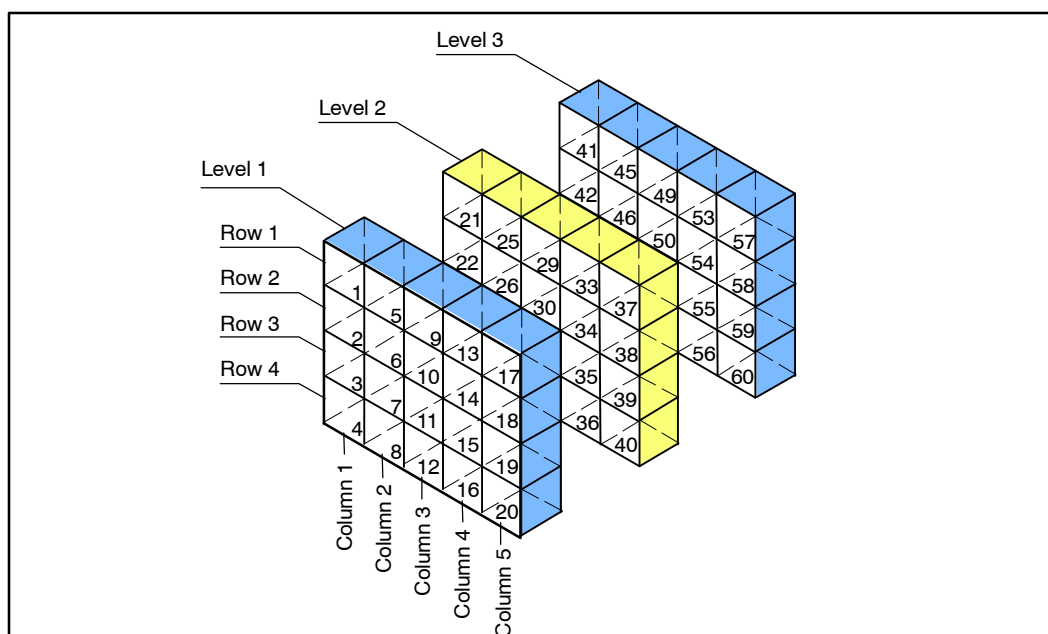 Level 3
Level 2
Level 1
Row 1
Row 2
Row 3
Row 4
1 5 9 13 17
2 6 10 14 18
3 7 11 15 19
4 8 12 16 20
21 25 29 33 37
22 26 30 34 38
35 39
36 40
41 45 49 53 57
42 46 50 54 58
55 59
56 60
Column 1
Column 2
Column 3
Column 4
Column 5